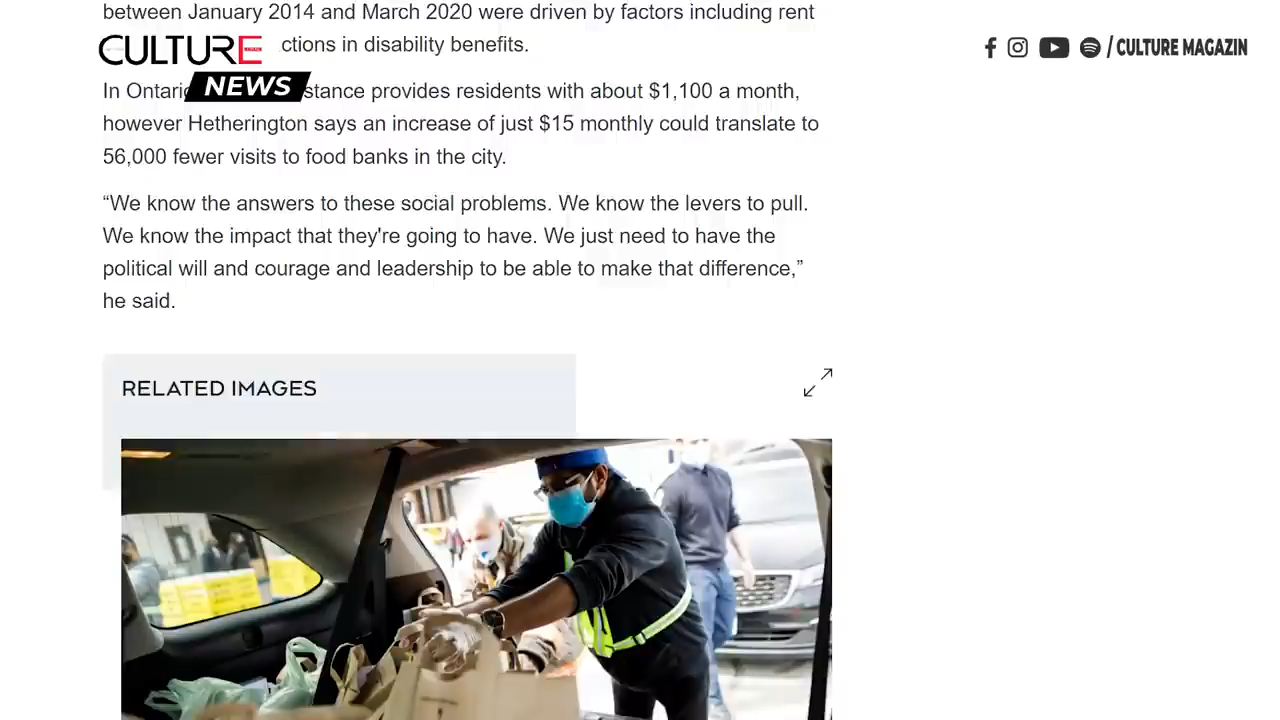 between January 2014 and March 2020 were driven by factors including rent
CULTURE
NEWS
/ CULTURE MAGAZIN
ctions in disability benefits.
In Ontari stance provides residents with about $1,100 a month,
however Hetherington says an increase of just $15 monthly could translate to
56,000 fewer visits to food banks in the city.
“We know the answers to these social problems. We know the levers to pull.
We know the impact that they're going to have. We just need to have the
political will and courage and leadership to be able to make that difference,”
he said.
RELATED IMAGES